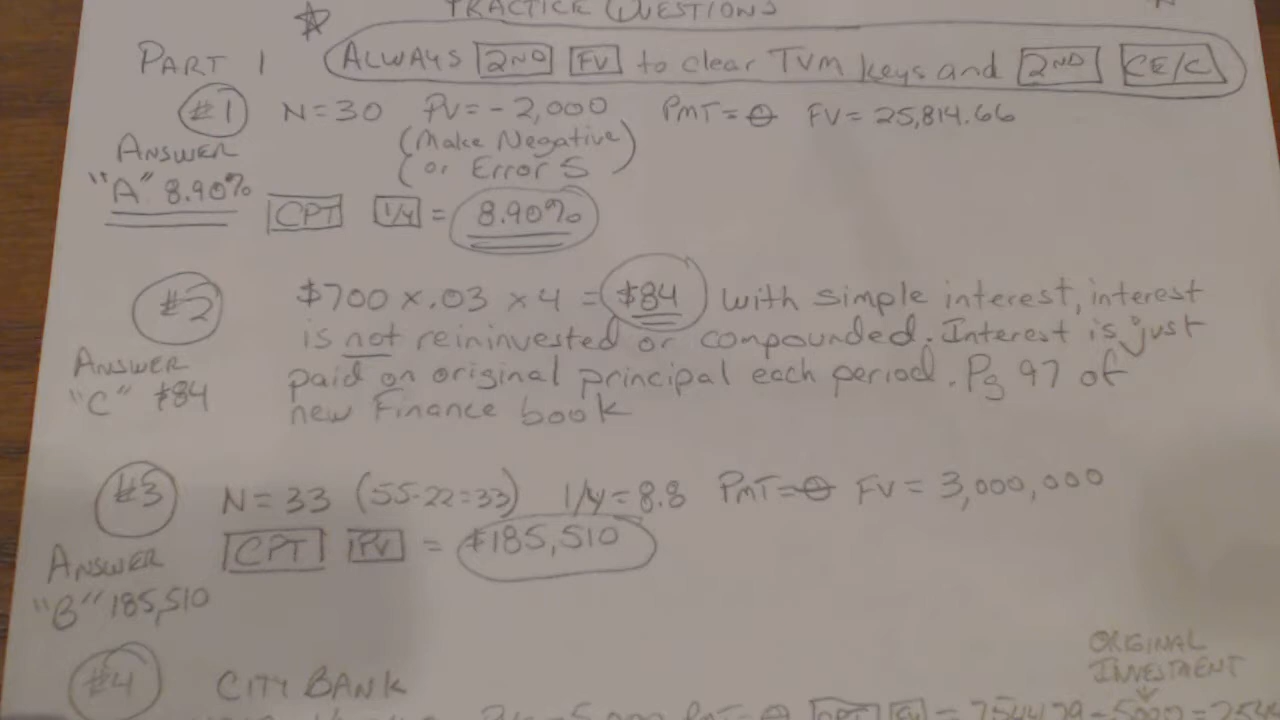 PRACTICE QUESTIONS
PART 1 ALWAYS 2ND FV to clear TVM keys and 2ND CE/C
#1 N=30 PV=-2,000 PMT=0 FV=25,814.66
(Make Negative)
(or Error 5
ANSWER
"A" 8.90%
CPT I/Y = 8.90%
#2 $700 x .03 x 4 = $84 with simple interest, interest
is not reininvested or compounded. Interest is just
paid on original principal each period. Pg 97 of
new Finance book
ANSWER
"C" $84
#3 N=33 (55-22=33) I/Y=8.8 PMT=0 FV=3,000,000
CPT PV = $185,510
ANSWER
"B" 185,510
#4 CITY BANK
ORIGINAL
INVESTMENT